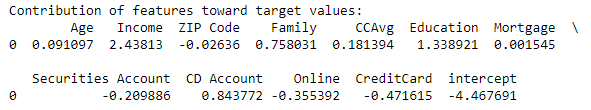 Contribution of features toward target values:
Age Income ZIP Code Family CCAvg Education Mortgage \
0 0.091097 2.43813 -0.02636 0.758031 0.181394 1.338921 0.001545
Securities Account CD Account Online CreditCard intercept
0 -0.209886 0.843772 -0.355392 -0.471615 -4.467691